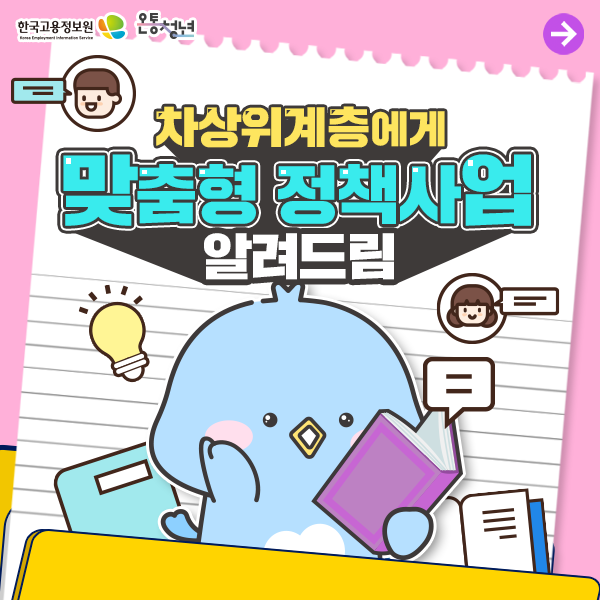 한국고용정보원 온통청년
Korea Employment Information Service
차상위계층에게
맞춤형 정책사업
알려드림